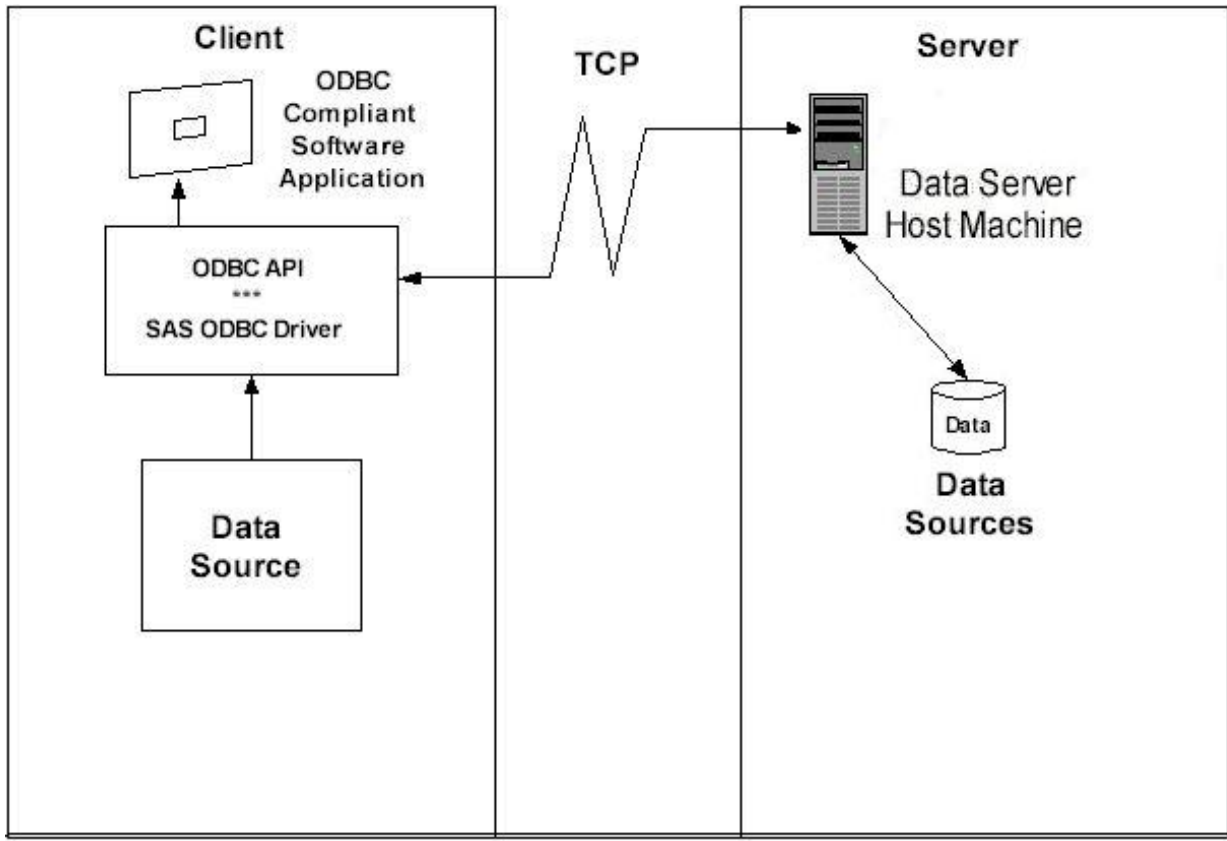 Client
ODBC
Compliant
Software
Application
ODBC API
***
SAS ODBC Driver
Data
Source
TCP
Server
Data Server
Host Machine
Data
Data
Sources